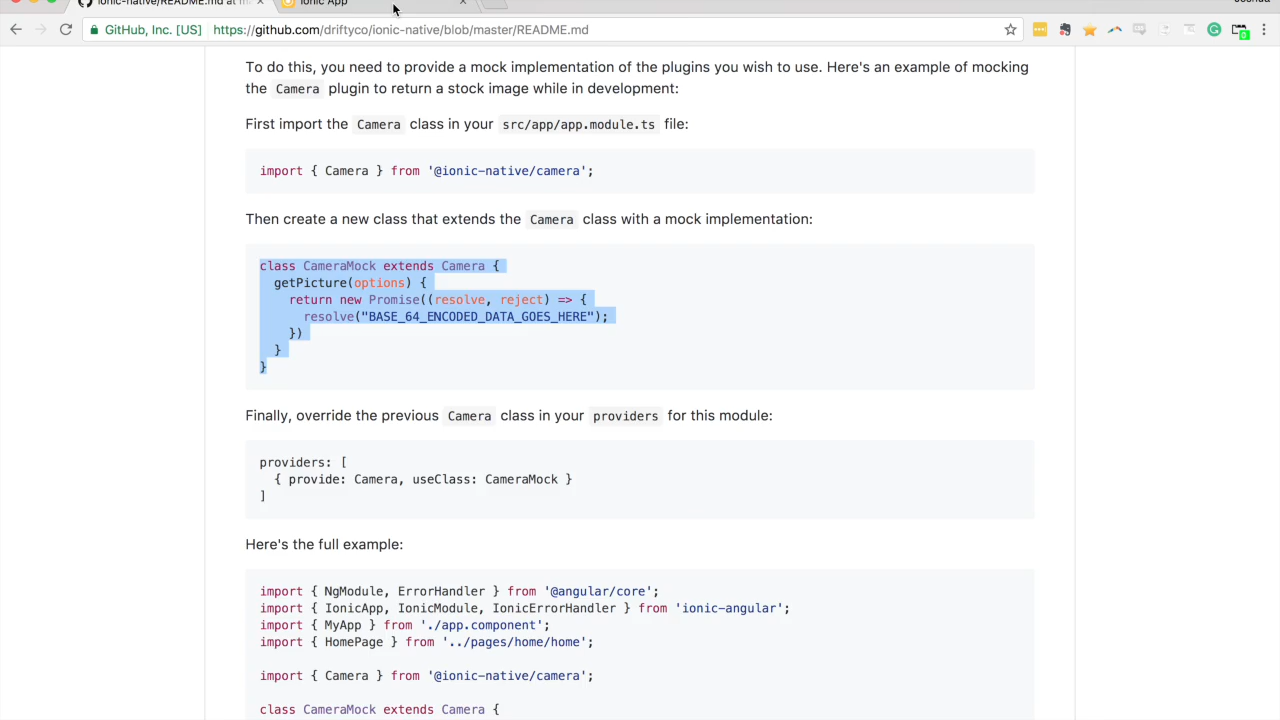 ionic-native/README.md at ma
Ionic App
GitHub, Inc. [US]
https://github.com/driftyco/ionic-native/blob/master/README.md
0
To do this, you need to provide a mock implementation of the plugins you wish to use. Here's an example of mocking
the Camera plugin to return a stock image while in development:
First import the Camera class in your src/app/app.module.ts file:
import { Camera } from '@ionic-native/camera';
Then create a new class that extends the Camera class with a mock implementation:
class CameraMock extends Camera {
getPicture(options) {
return new Promise((resolve, reject) => {
resolve("BASE_64_ENCODED_DATA_GOES_HERE");
})
}
}
Finally, override the previous Camera class in your providers for this module:
providers: [
{ provide: Camera, useClass: CameraMock }
]
Here's the full example:
import { NgModule, ErrorHandler } from '@angular/core';
import { IonicApp, IonicModule, IonicErrorHandler } from 'ionic-angular';
import { MyApp } from './app.component';
import { HomePage } from '../pages/home/home';
import { Camera } from '@ionic-native/camera';
class CameraMock extends Camera {